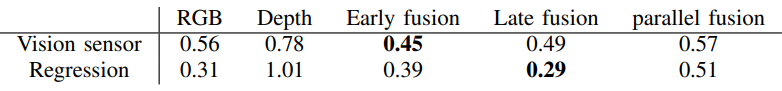 RGB Depth Early fusion Late fusion parallel fusion
Vision sensor 0.56 0.78 0.45 0.49 0.57
Regression 0.31 1.01 0.39 0.29 0.51